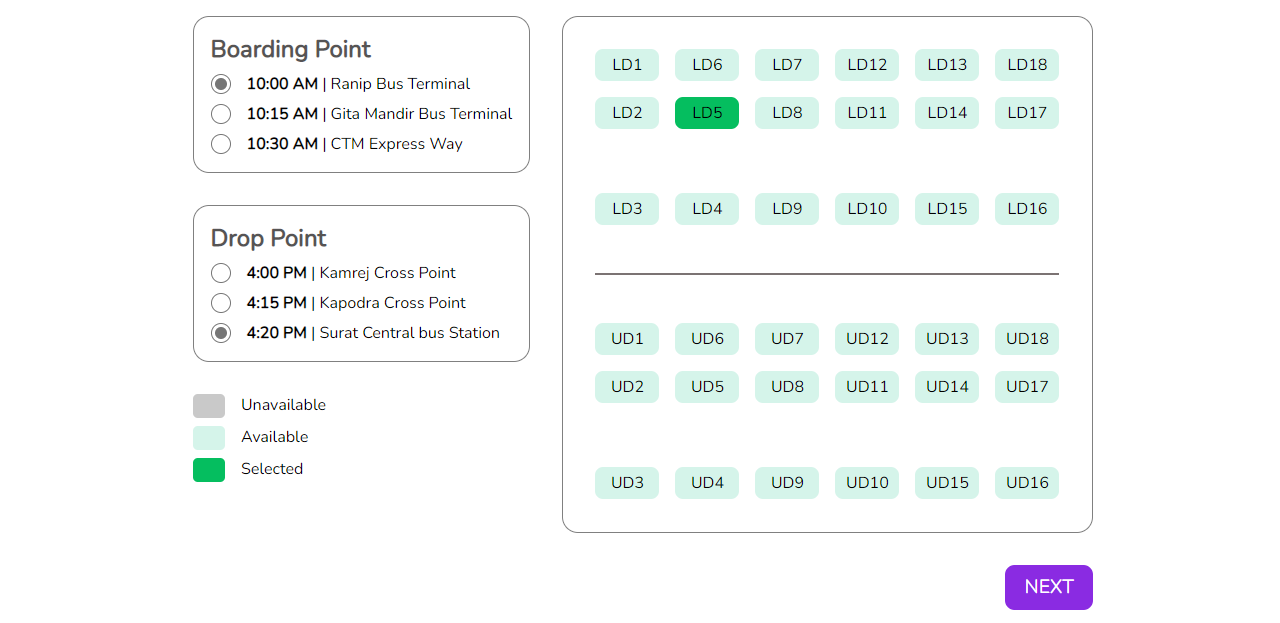 Boarding Point
10:00 AM | Ranip Bus Terminal
10:15 AM | Gita Mandir Bus Terminal
10:30 AM | CTM Express Way
Drop Point
4:00 PM | Kamrej Cross Point
4:15 PM | Kapodra Cross Point
4:20 PM | Surat Central bus Station
Unavailable
Available
Selected
LD1 LD6 LD7 LD12 LD13 LD18
LD2 LD5 LD8 LD11 LD14 LD17
LD3 LD4 LD9 LD10 LD15 LD16
UD1 UD6 UD7 UD12 UD13 UD18
UD2 UD5 UD8 UD11 UD14 UD17
UD3 UD4 UD9 UD10 UD15 UD16
NEXT